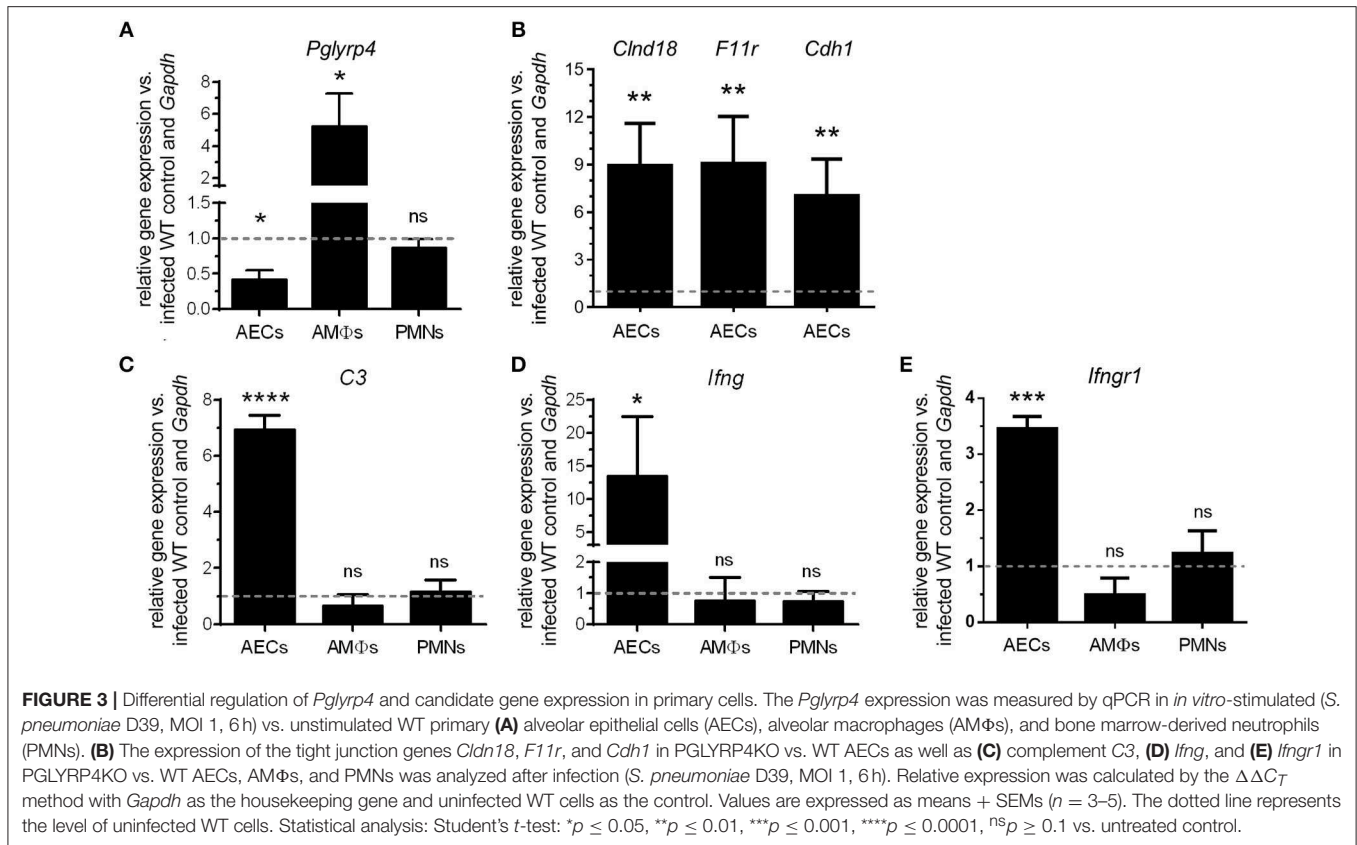 A
Pglyrp4
relative gene expression vs.
infected WT control and Gapdh
8
6
4
2
1.5
1.0
0.5
0.0
*
*
ns
AECs AMΦs PMNs
B
Clnd18 F11r Cdh1
relative gene expression vs.
infected WT control and Gapdh
15
12
9
6
3
0
** ** **
AECs AECs AECs
C
C3
relative gene expression vs.
infected WT control and Gapdh
8
6
4
2
0
****
ns ns
AECs AMΦs PMNs
D
Ifng
relative gene expression vs.
infected WT control and Gapdh
25
20
15
10
5
2
1
0
*
ns ns
AECs AMΦs PMNs
E
Ifngr1
relative gene expression vs.
infected WT control and Gapdh
4
3
2
1
0
***
ns
ns
AECs AMΦs PMNs
FIGURE 3 | Differential regulation of Pglyrp4 and candidate gene expression in primary cells. The Pglyrp4 expression was measured by qPCR in in vitro-stimulated (S.
pneumoniae D39, MOI 1, 6 h) vs. unstimulated WT primary (A) alveolar epithelial cells (AECs), alveolar macrophages (AMΦs), and bone marrow-derived neutrophils
(PMNs). (B) The expression of the tight junction genes Cldn18, F11r, and Cdh1 in PGLYRP4KO vs. WT AECs as well as (C) complement C3, (D) Ifng, and (E) Ifngr1 in
PGLYRP4KO vs. WT AECs, AMΦs, and PMNs was analyzed after infection (S. pneumoniae D39, MOI 1, 6 h). Relative expression was calculated by the ΔΔCT
method with Gapdh as the housekeeping gene and uninfected WT cells as the control. Values are expressed as means + SEMs (n = 3–5). The dotted line represents
the level of uninfected WT cells. Statistical analysis: Student's t-test: *p ≤ 0.05, **p ≤ 0.01, ***p ≤ 0.001, ****p ≤ 0.0001, nsp ≥ 0.1 vs. untreated control.